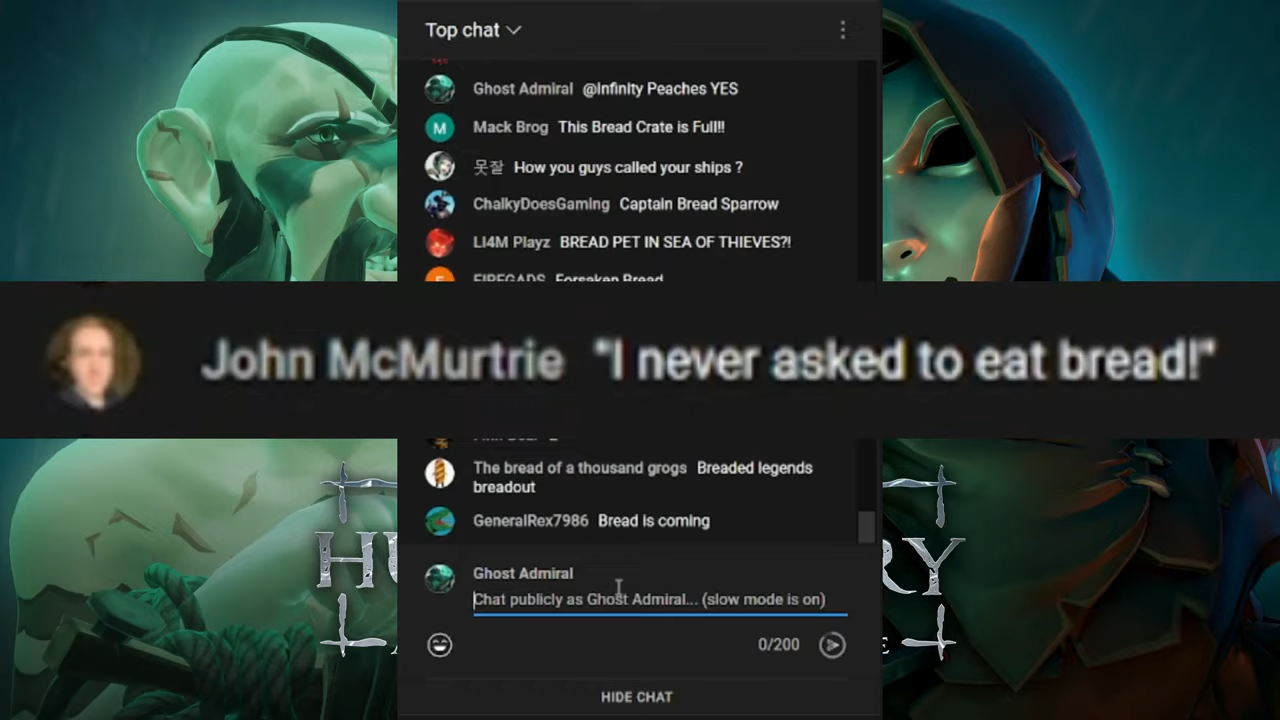 Top chat
Ghost Admiral @Infinity Peaches YES
Mack Brog This Bread Crate is Full!!
못잘 How you guys called your ships ?
ChalkyDoesGaming Captain Bread Sparrow
LI4M Playz BREAD PET IN SEA OF THIEVES?!
FIREGADS Forsaken Bread
John McMurtrie "I never asked to eat bread!"
The bread of a thousand grogs Breaded legends
breadout
GeneralRex7986 Bread is coming
Ghost Admiral
Chat publicly as Ghost Admiral... (slow mode is on)
0/200
HIDE CHAT